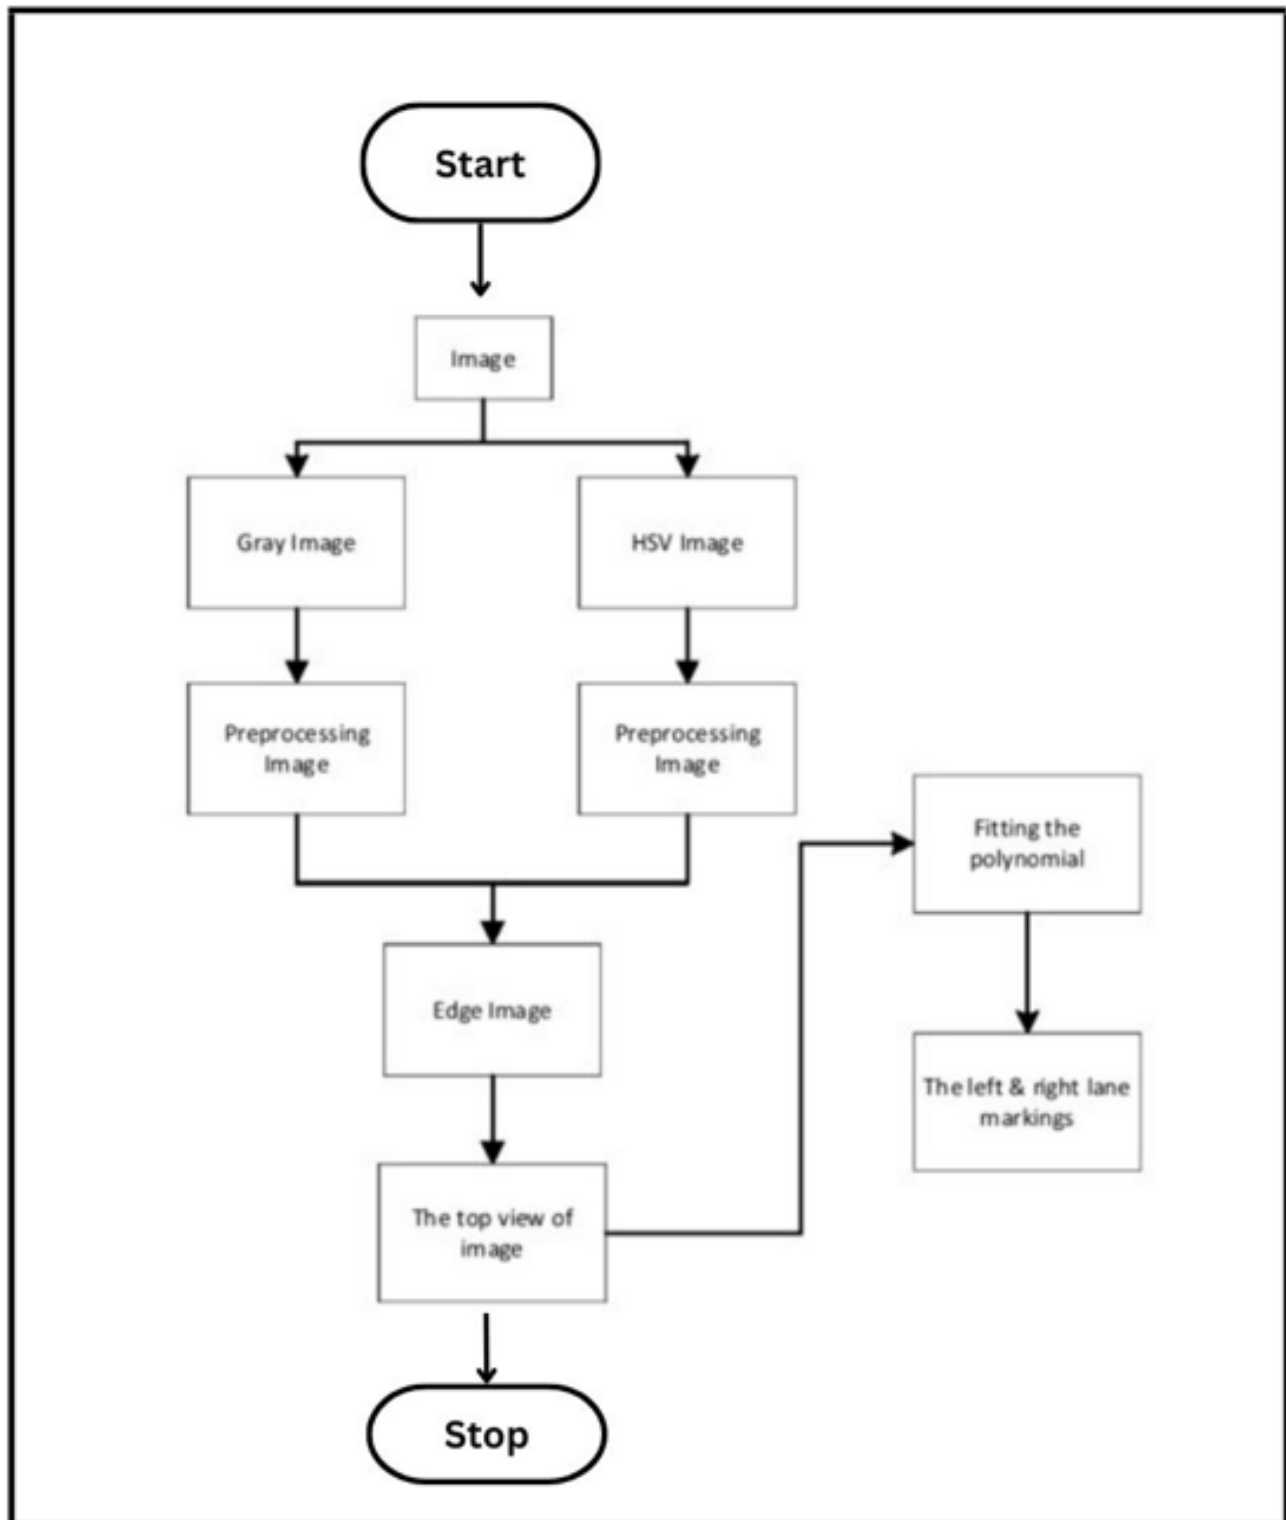 Start
Image
Gray Image
HSV Image
Preprocessing
Image
Preprocessing
Image
Fitting the
polynomial
Edge Image
The left & right lane
markings
The top view of
image
Stop